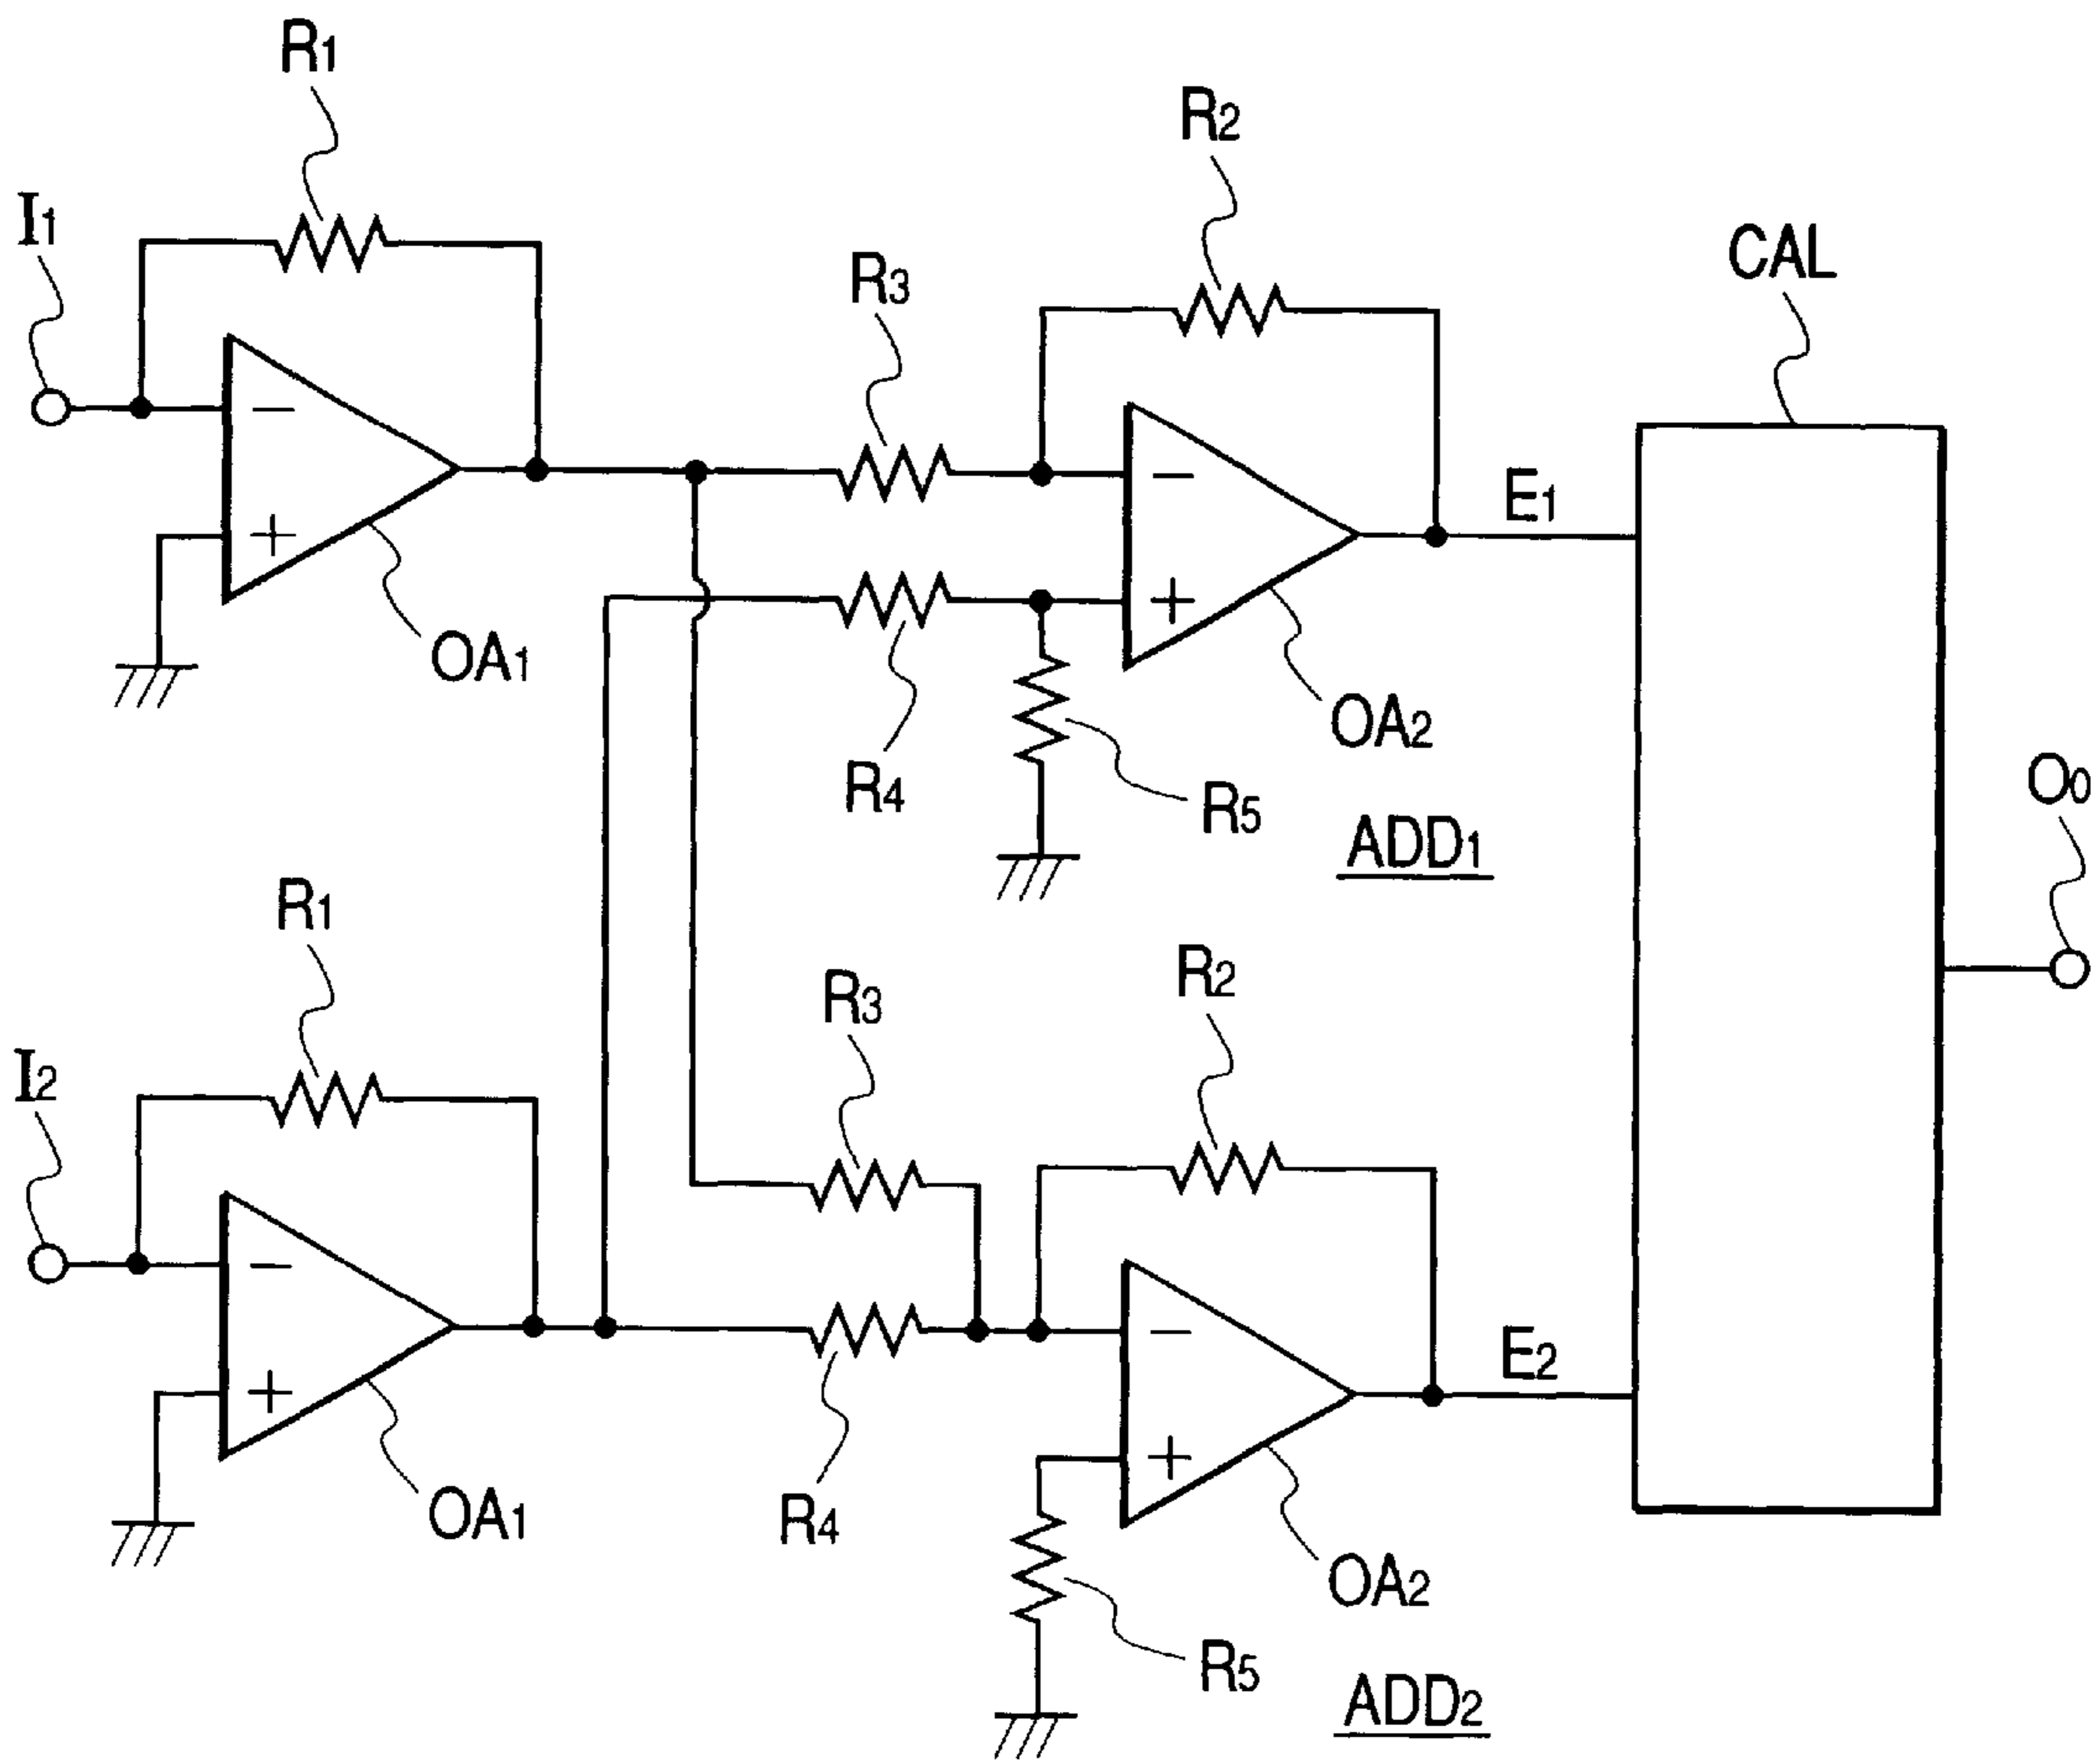 R1
R2
I1
R3
CAL
−
−
E1
+
+
OA1
OA2
R4
R5
O0
ADD1
R1
R2
R3
I2
−
−
E2
+
+
OA1
R4
OA2
R5
ADD2